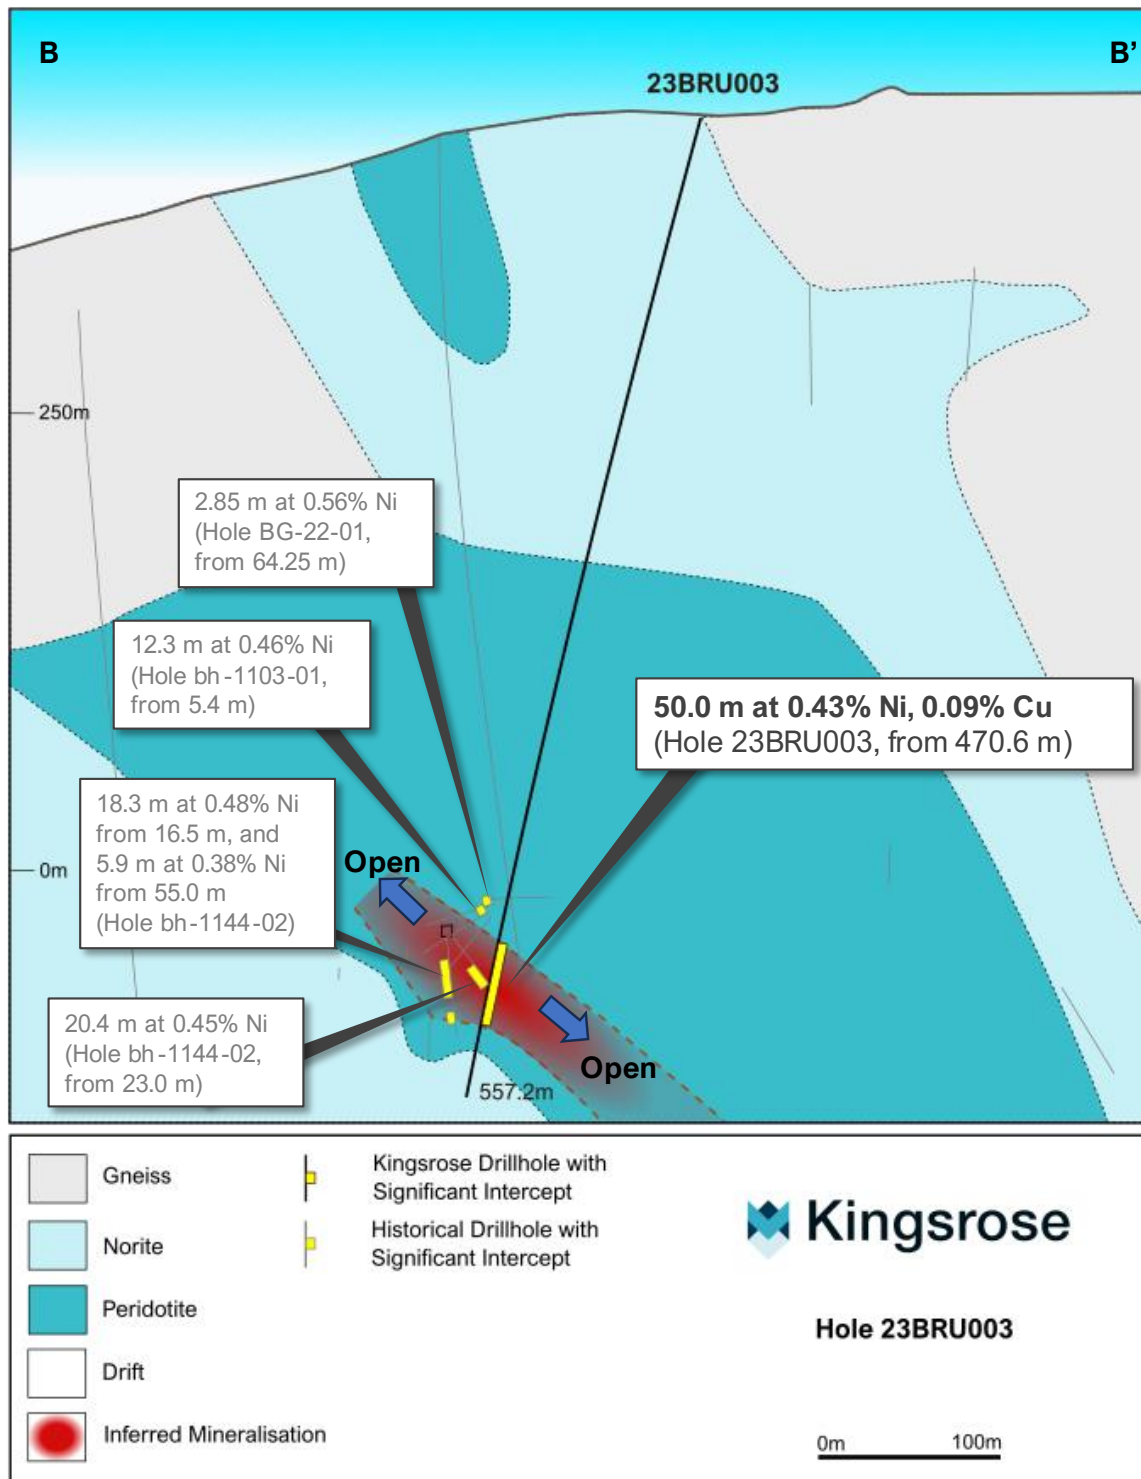 B
B'
23BRU003
250m
2.85 m at 0.56% Ni
(Hole BG-22-01,
from 64.25 m)
12.3 m at 0.46% Ni
(Hole bh-1103-01,
from 5.4 m)
50.0 m at 0.43% Ni, 0.09% Cu
(Hole 23BRU003, from 470.6 m)
18.3 m at 0.48% Ni
from 16.5 m, and
5.9 m at 0.38% Ni
from 55.0 m
(Hole bh-1144-02)
0m
Open
20.4 m at 0.45% Ni
(Hole bh-1144-02,
from 23.0 m)
Open
557.2m
Gneiss
Norite
Peridotite
Drift
Inferred Mineralisation
Kingsrose Drillhole with
Significant Intercept
Historical Drillhole with
Significant Intercept
Kingsrose
Hole 23BRU003
0m
100m